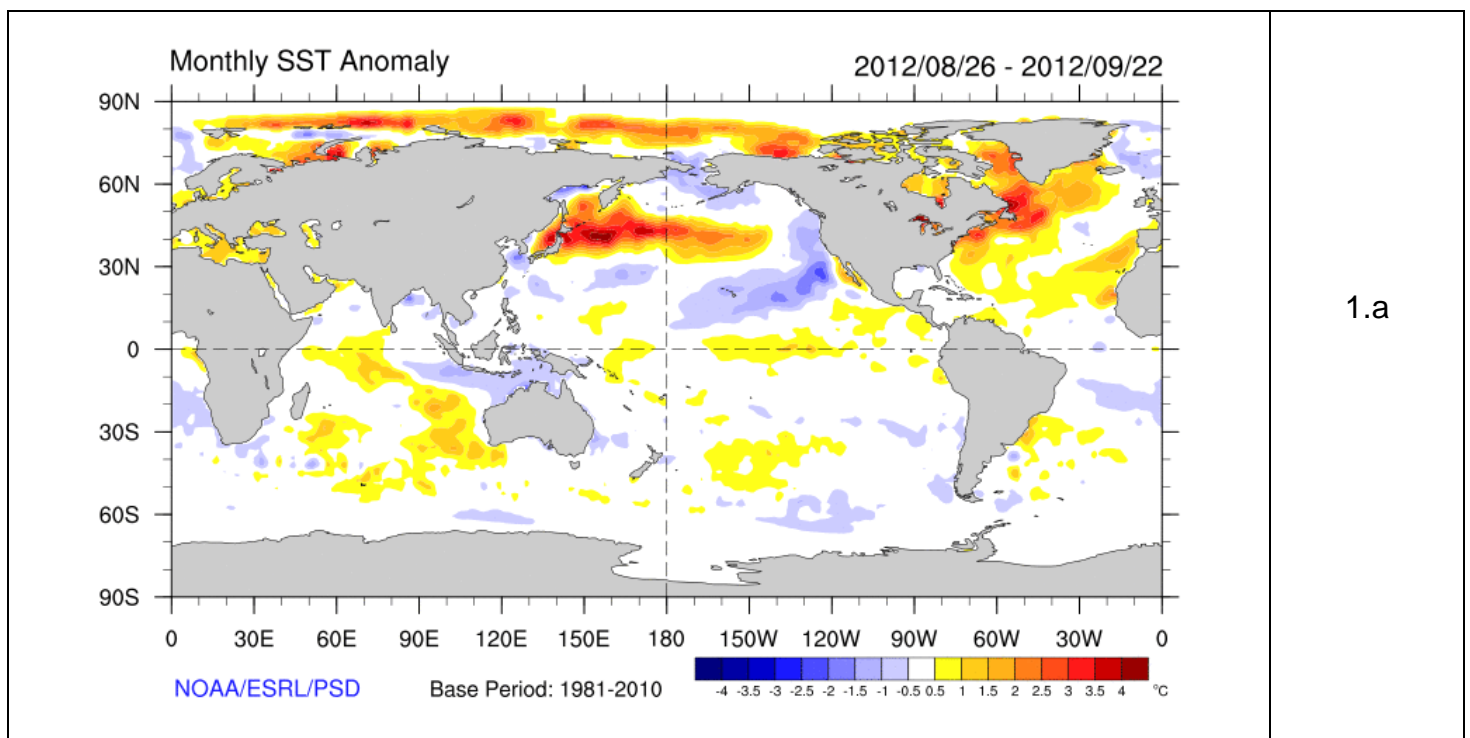 Monthly SST Anomaly 2012/08/26 - 2012/09/22
90N
60N
30N
0
30S
60S
90S
0 30E 60E 90E 120E 150E 180 150W 120W 90W 60W 30W 0
NOAA/ESRL/PSD Base Period: 1981-2010
-4 -3.5 -3 -2.5 -2 -1.5 -1 -0.5 0.5 1 1.5 2 2.5 3 3.5 4 °C
1.a